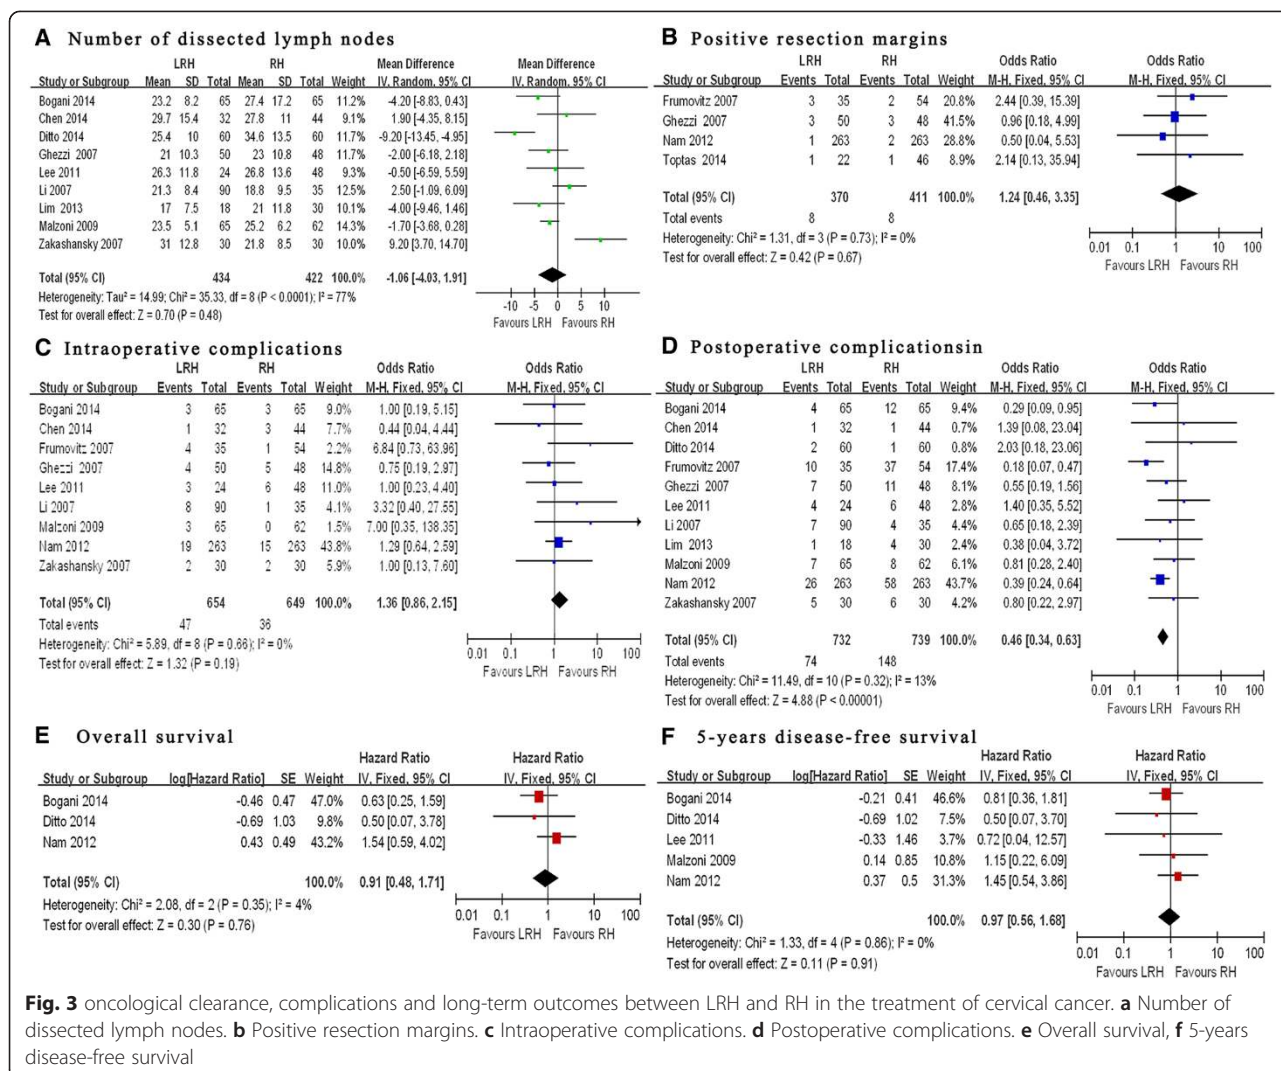 A Number of dissected lymph nodes
LRH RH Mean Difference Mean Difference
Study or Subgroup Mean SD Total Mean SD Total Weight IV, Random, 95% CI IV, Random, 95% CI
Bogani 2014 23.2 8.2 65 27.4 17.2 65 11.2% -4.20 [-8.83, 0.43]
Chen 2014 29.7 15.4 32 27.8 11 44 9.1% 1.90 [-4.35, 8.15]
Ditto 2014 25.4 10 60 34.6 13.5 60 11.7% -9.20 [-13.45, -4.95]
Ghezzi 2007 21 10.3 50 23 10.8 48 11.8% -2.00 [-6.18, 2.18]
Lee 2011 26.3 11.8 24 26.8 13.6 48 9.3% -0.50 [-6.59, 5.59]
Li 2007 21.3 8.4 90 18.8 9.5 35 12.5% 2.50 [-1.09, 6.09]
Lim 2013 17 7.5 18 21 11.8 30 10.1% -4.00 [-9.46, 1.46]
Malzoni 2009 23.5 5.1 65 25.2 6.2 62 14.3% -1.70 [-3.68, 0.28]
Zakashansky 2007 31 12.8 30 21.8 8.5 30 10.0% 9.20 [3.70, 14.70]
Total (95% CI) 434 422 100.0% -1.06 [-4.03, 1.91]
Heterogeneity: Tau² = 14.99; Chi² = 35.33, df = 8 (P < 0.0001); I² = 77%
Test for overall effect: Z = 0.70 (P = 0.48)
-10 -5 0 5 10
Favours LRH Favours RH
B Positive resection margins
LRH RH Odds Ratio Odds Ratio
Study or Subgroup Events Total Events Total Weight M-H, Fixed, 95% CI M-H, Fixed, 95% CI
Frumovitz 2007 3 35 2 54 20.8% 2.44 [0.39, 15.39]
Ghezzi 2007 3 50 3 48 41.5% 0.96 [0.18, 4.99]
Nam 2012 1 263 2 263 28.8% 0.50 [0.04, 5.53]
Toptas 2014 1 22 1 46 8.9% 2.14 [0.13, 35.94]
Total (95% CI) 370 411 100.0% 1.24 [0.46, 3.35]
Total events 8 8
Heterogeneity: Chi² = 1.31, df = 3 (P = 0.73); I² = 0%
Test for overall effect: Z = 0.42 (P = 0.67)
0.01 0.1 1 10 100
Favours LRH Favours RH
C Intraoperative complications
LRH RH Odds Ratio Odds Ratio
Study or Subgroup Events Total Events Total Weight M-H, Fixed, 95% CI M-H, Fixed, 95% CI
Bogani 2014 3 65 3 65 9.0% 1.00 [0.19, 5.15]
Chen 2014 1 32 3 44 7.7% 0.44 [0.04, 4.44]
Frumovitz 2007 4 35 1 54 2.2% 6.84 [0.73, 63.96]
Ghezzi 2007 4 50 5 48 14.8% 0.75 [0.19, 2.97]
Lee 2011 3 24 6 48 11.0% 1.00 [0.23, 4.40]
Li 2007 8 90 1 35 4.1% 3.32 [0.40, 27.55]
Malzoni 2009 3 65 0 62 1.5% 7.00 [0.35, 138.35]
Nam 2012 19 263 15 263 43.8% 1.29 [0.64, 2.59]
Zakashansky 2007 2 30 2 30 5.9% 1.00 [0.13, 7.60]
Total (95% CI) 654 649 100.0% 1.36 [0.86, 2.15]
Total events 47 36
Heterogeneity: Chi² = 5.89, df = 8 (P = 0.66); I² = 0%
Test for overall effect: Z = 1.32 (P = 0.19)
0.01 0.1 1 10 100
Favours LRH Favours RH
D Postoperative complicationsin
LRH RH Odds Ratio Odds Ratio
Study or Subgroup Events Total Events Total Weight M-H, Fixed, 95% CI M-H, Fixed, 95% CI
Bogani 2014 4 65 12 65 9.4% 0.29 [0.09, 0.95]
Chen 2014 1 32 1 44 0.7% 1.39 [0.08, 23.04]
Ditto 2014 2 60 1 60 0.8% 2.03 [0.18, 23.06]
Frumovitz 2007 10 35 37 54 17.4% 0.18 [0.07, 0.47]
Ghezzi 2007 7 50 11 48 8.1% 0.55 [0.19, 1.56]
Lee 2011 4 24 6 48 2.8% 1.40 [0.35, 5.52]
Li 2007 7 90 4 35 4.4% 0.65 [0.18, 2.39]
Lim 2013 1 18 4 30 2.4% 0.38 [0.04, 3.72]
Malzoni 2009 7 65 8 62 6.1% 0.81 [0.28, 2.40]
Nam 2012 26 263 58 263 43.7% 0.39 [0.24, 0.64]
Zakashansky 2007 5 30 6 30 4.2% 0.80 [0.22, 2.97]
Total (95% CI) 732 739 100.0% 0.46 [0.34, 0.63]
Total events 74 148
Heterogeneity: Chi² = 11.49, df = 10 (P = 0.32); I² = 13%
Test for overall effect: Z = 4.88 (P < 0.00001)
0.01 0.1 1 10 100
Favours LRH Favours RH
E Overall survival
Hazard Ratio Hazard Ratio
Study or Subgroup log[Hazard Ratio] SE Weight IV, Fixed, 95% CI IV, Fixed, 95% CI
Bogani 2014 -0.46 0.47 47.0% 0.63 [0.25, 1.59]
Ditto 2014 -0.69 1.03 9.8% 0.50 [0.07, 3.78]
Nam 2012 0.43 0.49 43.2% 1.54 [0.59, 4.02]
Total (95% CI) 100.0% 0.91 [0.48, 1.71]
Heterogeneity: Chi² = 2.08, df = 2 (P = 0.35); I² = 4%
Test for overall effect: Z = 0.30 (P = 0.76)
0.01 0.1 1 10 100
Favours LRH Favours RH
F 5-years disease-free survival
Hazard Ratio Hazard Ratio
Study or Subgroup log[Hazard Ratio] SE Weight IV, Fixed, 95% CI IV, Fixed, 95% CI
Bogani 2014 -0.21 0.41 46.6% 0.81 [0.36, 1.81]
Ditto 2014 -0.69 1.02 7.5% 0.50 [0.07, 3.70]
Lee 2011 -0.33 1.46 3.7% 0.72 [0.04, 12.57]
Malzoni 2009 0.14 0.85 10.8% 1.15 [0.22, 6.09]
Nam 2012 0.37 0.5 31.3% 1.45 [0.54, 3.86]
Total (95% CI) 100.0% 0.97 [0.56, 1.68]
Heterogeneity: Chi² = 1.33, df = 4 (P = 0.86); I² = 0%
Test for overall effect: Z = 0.11 (P = 0.91)
0.01 0.1 1 10 100
Favours LRH Favours RH
Fig. 3 oncological clearance, complications and long-term outcomes between LRH and RH in the treatment of cervical cancer. a Number of
dissected lymph nodes. b Positive resection margins. c Intraoperative complications. d Postoperative complications. e Overall survival, f 5-years
disease-free survival